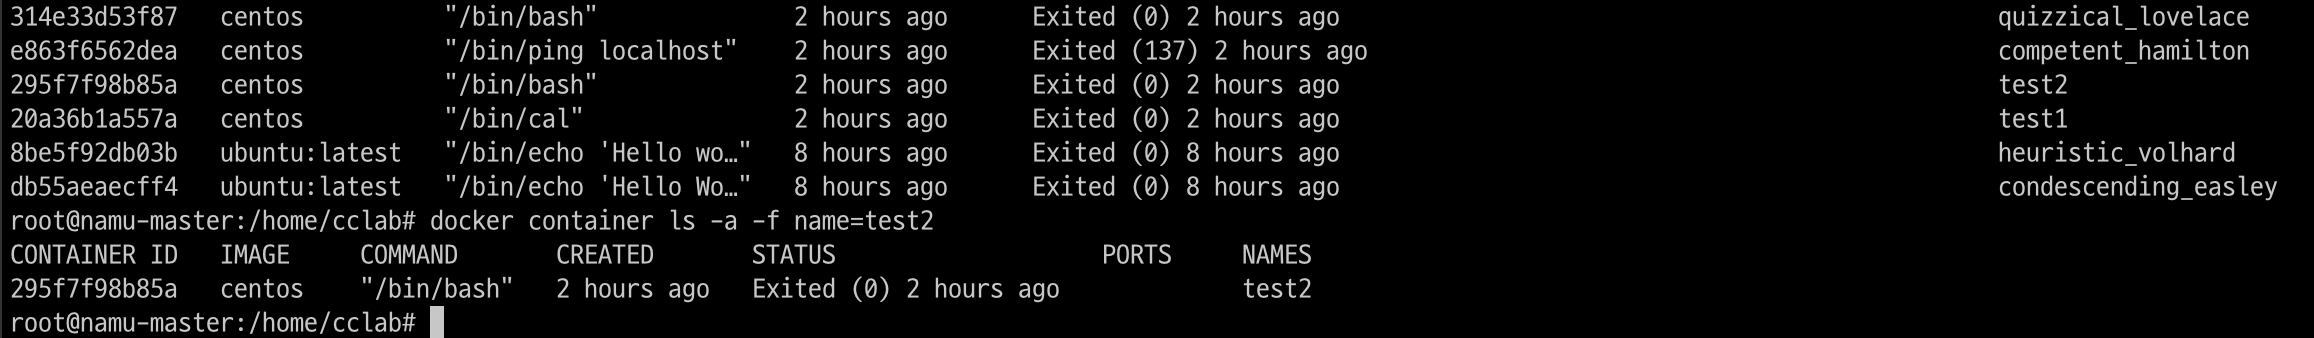 314e33d53f87   centos          "/bin/bash"              2 hours ago      Exited (0) 2 hours ago                                               quizzical_lovelace
e863f6562dea   centos          "/bin/ping localhost"    2 hours ago      Exited (137) 2 hours ago                                             competent_hamilton
295f7f98b85a   centos          "/bin/bash"              2 hours ago      Exited (0) 2 hours ago                                               test2
20a36b1a557a   centos          "/bin/cal"               2 hours ago      Exited (0) 2 hours ago                                               test1
8be5f92db03b   ubuntu:latest   "/bin/echo 'Hello wo…"   8 hours ago      Exited (0) 8 hours ago                                               heuristic_volhard
db55aeaecff4   ubuntu:latest   "/bin/echo 'Hello Wo…"   8 hours ago      Exited (0) 8 hours ago                                               condescending_easley
root@namu-master:/home/cclab# docker container ls -a -f name=test2
CONTAINER ID   IMAGE     COMMAND       CREATED       STATUS                   PORTS     NAMES
295f7f98b85a   centos    "/bin/bash"   2 hours ago   Exited (0) 2 hours ago             test2
root@namu-master:/home/cclab#